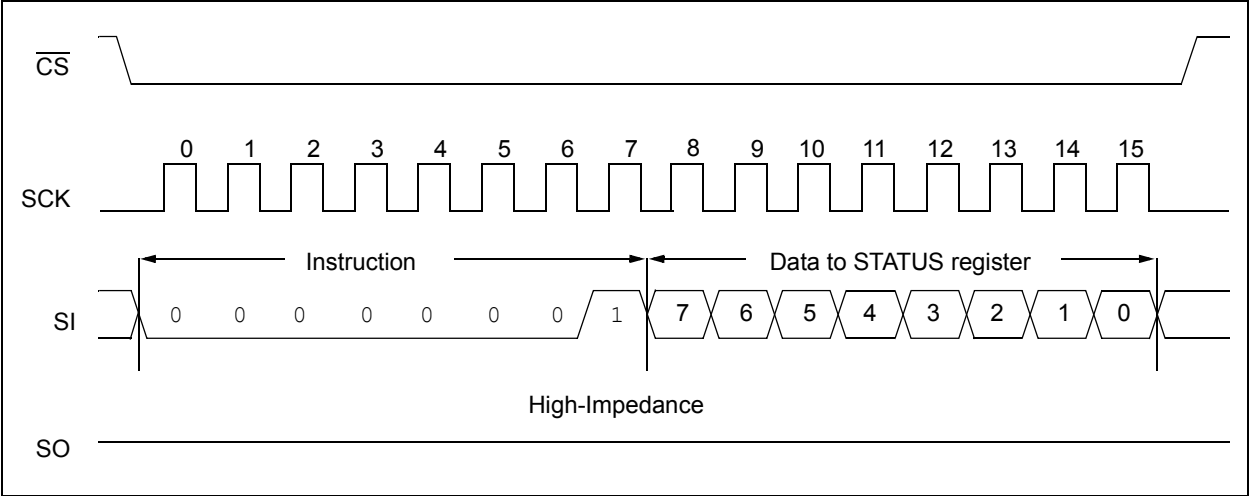 CS
0 1 2 3 4 5 6 7 8 9 10 11 12 13 14 15
SCK
Instruction Data to STATUS register
SI 0 0 0 0 0 0 0 1 7 6 5 4 3 2 1 0
High-Impedance
SO